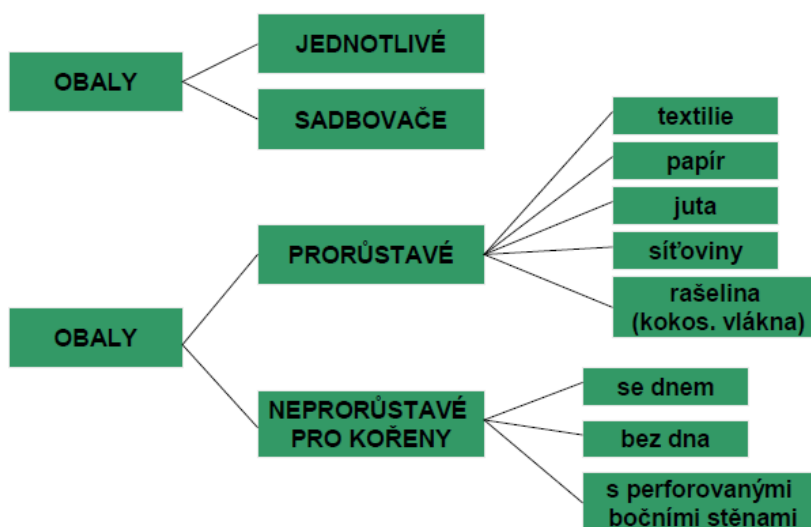 OBALY
JEDNOTLIVÉ
SADBOVAČE
OBALY
PRORŮSTAVÉ
textilie
papír
juta
síťoviny
rašelina
(kokos. vlákna)
NEPRORŮSTAVÉ
PRO KOŘENY
se dnem
bez dna
s perforovanými
bočními stěnami